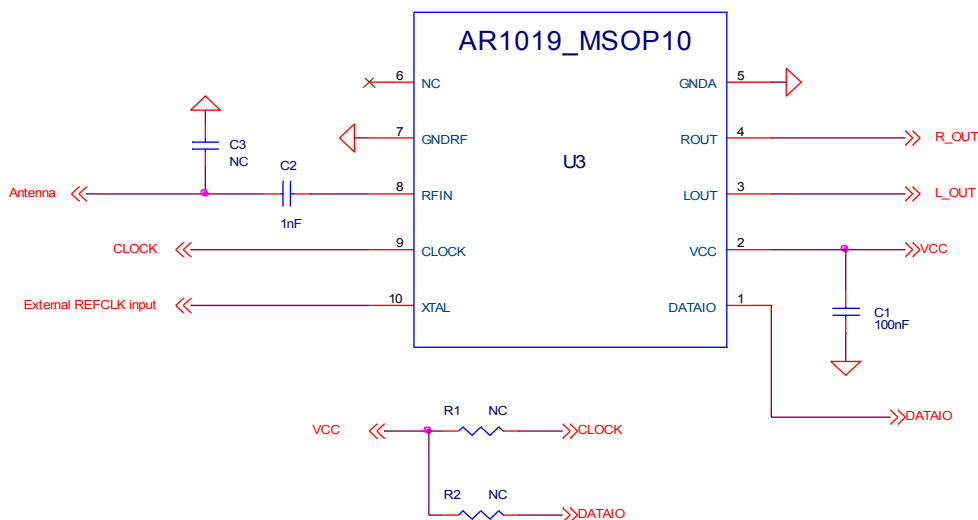 AR1019_MSOP10
6 NC
GNDA 5
7 GNDRF
ROUT 4
R_OUT
C3
NC
C2
1nF
U3
Antenna
8 RFIN
LOUT 3
L_OUT
CLOCK
9 CLOCK
VCC 2
VCC
External REFCLK input
10 XTAL
DATAIO 1
C1
100nF
DATAIO
VCC
R1 NC
CLOCK
R2 NC
DATAIO